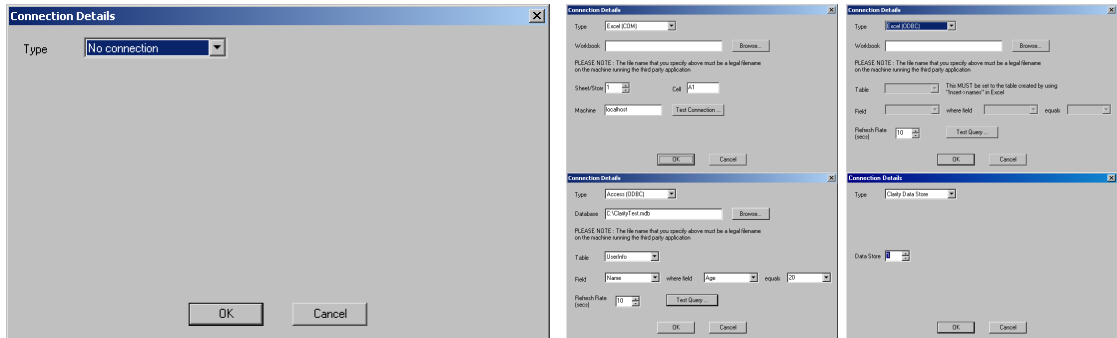 Connection Details
Type No connection
OK Cancel
Connection Details
Type Excel (COM)
Workbook Browse...
PLEASE NOTE : The file name that you specify above must be a legal filename
on the machine running the third party application
Sheet/Store 1 Cell A1
Machine localhost Test Connection ...
OK Cancel
Connection Details
Type Excel (ODBC)
Workbook Browse...
PLEASE NOTE : The file name that you specify above must be a legal filename
on the machine running the third party application
Table This MUST be set to the table created by using
"Insert->names" in Excel
Field where field equals
Refresh Rate 10 Test Query ...
(secs)
OK Cancel
Connection Details
Type Access (ODBC)
Database C:\ClarityTest.mdb Browse...
PLEASE NOTE : The file name that you specify above must be a legal filename
on the machine running the third party application
Table UserInfo
Field Name where field Age equals 20
Refresh Rate 10 Test Query ...
(secs)
OK Cancel
Connection Details
Type Clarity Data Store
Data Store 1
OK Cancel